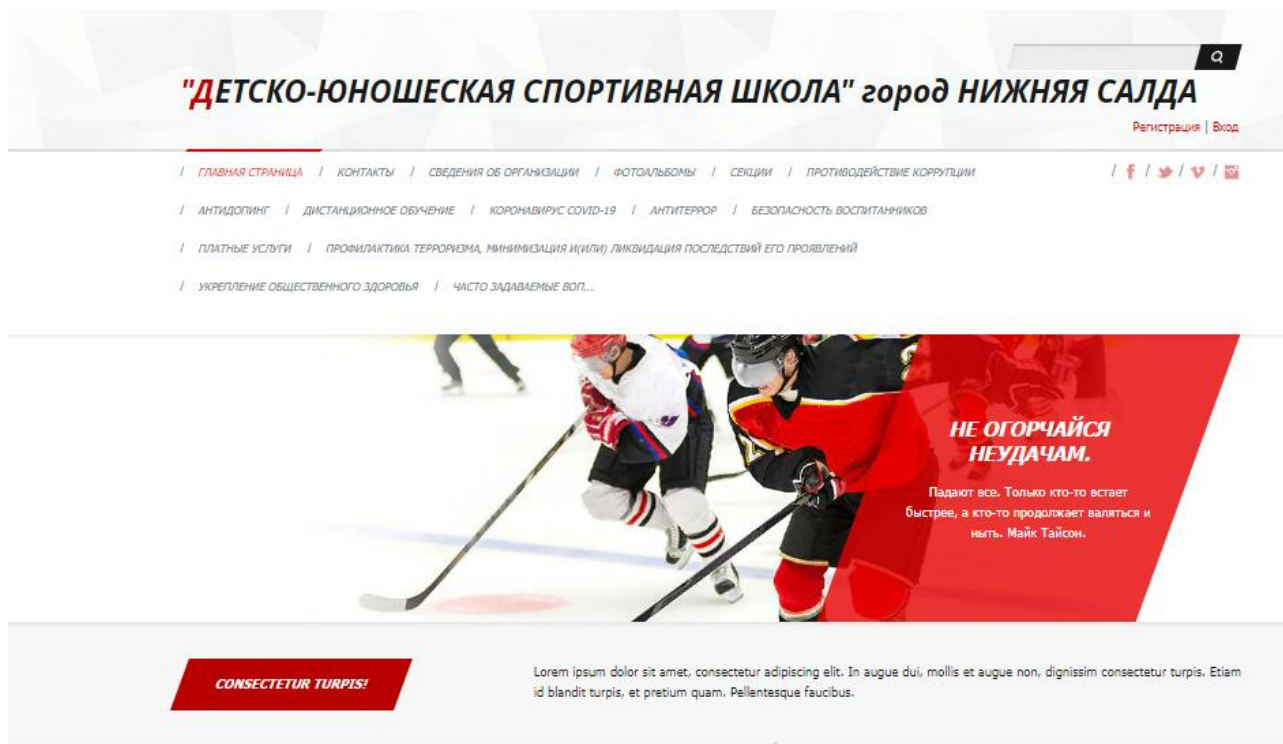 "ДЕТСКО-ЮНОШЕСКАЯ СПОРТИВНАЯ ШКОЛА" город НИЖНЯЯ САЛДА
Регистрация | Вход
/ ГЛАВНАЯ СТРАНИЦА / КОНТАКТЫ / СВЕДЕНИЯ ОБ ОРГАНИЗАЦИИ / ФОТОАЛЬБОМЫ / СЕКЦИИ / ПРОТИВОДЕЙСТВИЕ КОРРУПЦИИ
/ АНТИДОПИНГ / ДИСТАНЦИОННОЕ ОБУЧЕНИЕ / КОРОНАВИРУС COVID-19 / АНТИТЕРРОР / БЕЗОПАСНОСТЬ ВОСПИТАННИКОВ
/ ПЛАТНЫЕ УСЛУГИ / ПРОФИЛАКТИКА ТЕРРОРИЗМА, МИНИМИЗАЦИЯ И(ИЛИ) ЛИКВИДАЦИЯ ПОСЛЕДСТВИЙ ЕГО ПРОЯВЛЕНИЙ
/ УКРЕПЛЕНИЕ ОБЩЕСТВЕННОГО ЗДОРОВЬЯ / ЧАСТО ЗАДАВАЕМЫЕ ВОП...
НЕ ОГОРЧАЙСЯ
НЕУДАЧАМ.
Падают все. Только кто-то встает
быстрее, а кто-то продолжает валяться и
ныть. Майк Тайсон.
CONSECTETUR TURPIS!
Lorem ipsum dolor sit amet, consectetur adipiscing elit. In augue dui, mollis et augue non, dignissim consectetur turpis. Etiam
id blandit turpis, et pretium quam. Pellentesque faucibus.